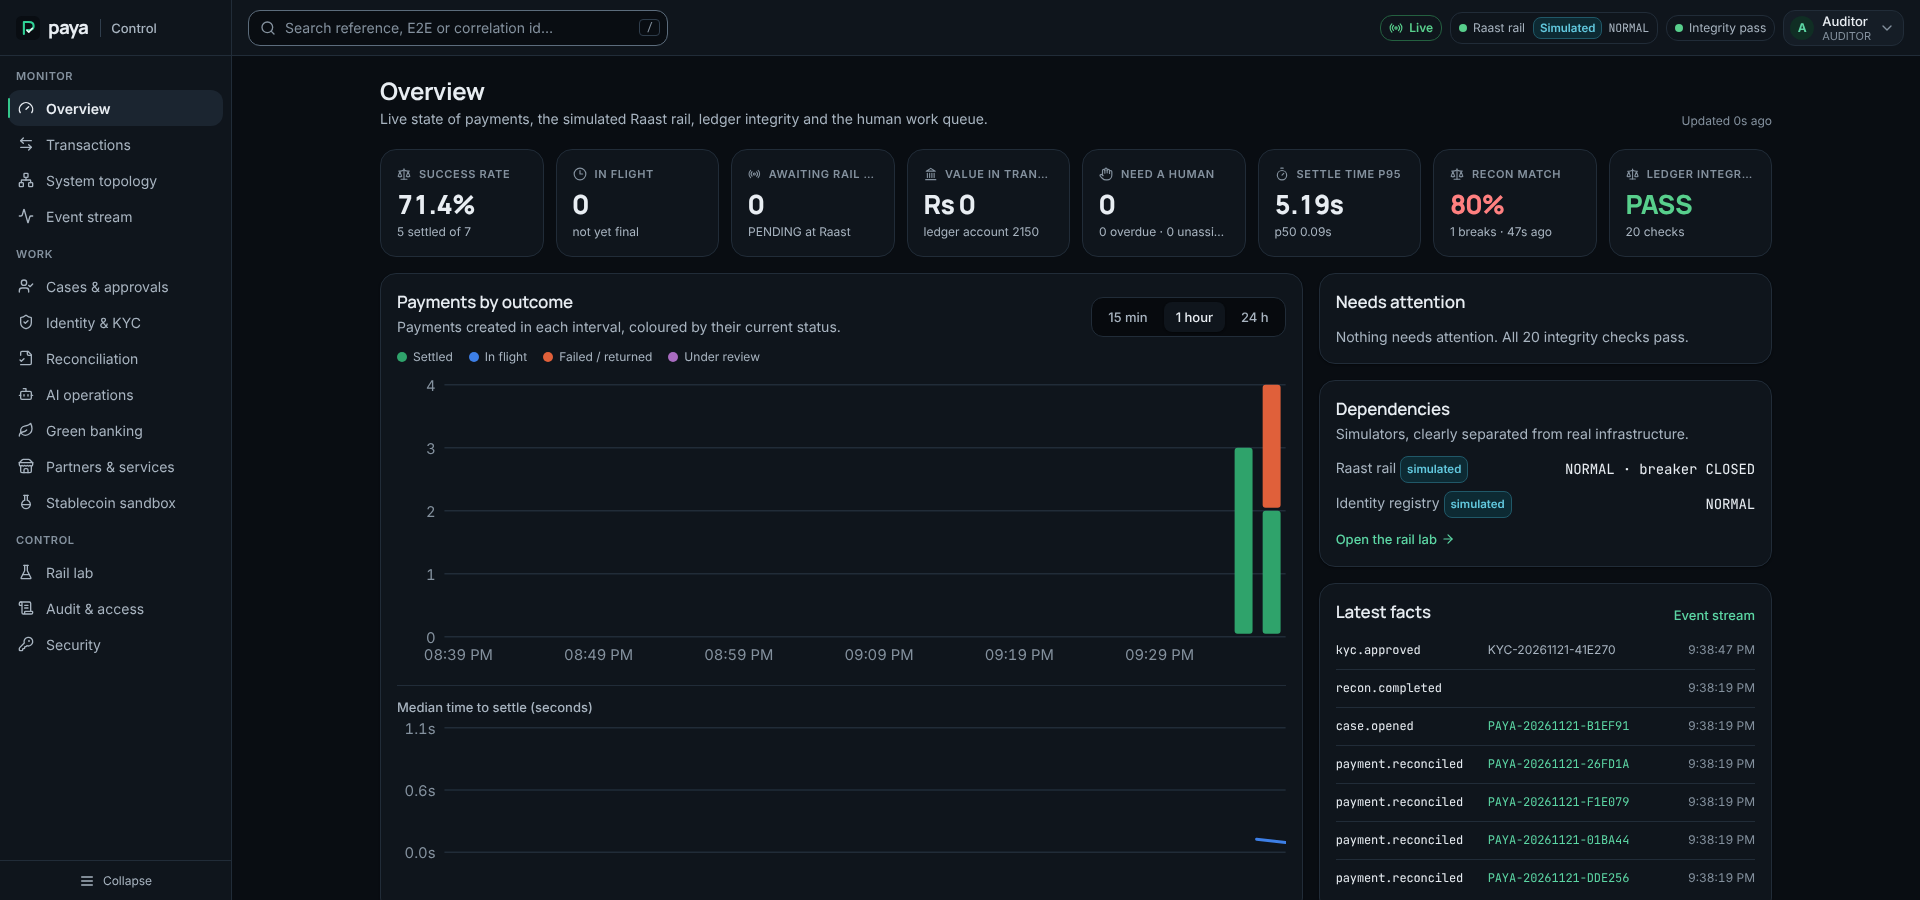 paya Control
Search reference, E2E or correlation id... /
Live
Raast rail Simulated NORMAL
Integrity pass
A Auditor
AUDITOR
MONITOR
Overview
Transactions
System topology
Event stream
WORK
Cases & approvals
Identity & KYC
Reconciliation
AI operations
Green banking
Partners & services
Stablecoin sandbox
CONTROL
Rail lab
Audit & access
Security
Collapse
Overview
Live state of payments, the simulated Raast rail, ledger integrity and the human work queue.
Updated 0s ago
SUCCESS RATE
71.4%
5 settled of 7
IN FLIGHT
0
not yet final
AWAITING RAIL ...
0
PENDING at Raast
VALUE IN TRAN...
Rs 0
ledger account 2150
NEED A HUMAN
0
0 overdue · 0 unassi...
SETTLE TIME P95
5.19s
p50 0.09s
RECON MATCH
80%
1 breaks · 47s ago
LEDGER INTEGR...
PASS
20 checks
Payments by outcome
Payments created in each interval, coloured by their current status.
15 min 1 hour 24 h
Settled In flight Failed / returned Under review
4
3
2
1
0
08:39 PM 08:49 PM 08:59 PM 09:09 PM 09:19 PM 09:29 PM
Median time to settle (seconds)
1.1s
0.6s
0.0s
Needs attention
Nothing needs attention. All 20 integrity checks pass.
Dependencies
Simulators, clearly separated from real infrastructure.
Raast rail simulated NORMAL · breaker CLOSED
Identity registry simulated NORMAL
Open the rail lab →
Latest facts Event stream
kyc.approved KYC-20261121-41E270 9:38:47 PM
recon.completed 9:38:19 PM
case.opened PAYA-20261121-B1EF91 9:38:19 PM
payment.reconciled PAYA-20261121-26FD1A 9:38:19 PM
payment.reconciled PAYA-20261121-F1E079 9:38:19 PM
payment.reconciled PAYA-20261121-01BA44 9:38:19 PM
payment.reconciled PAYA-20261121-DDE256 9:38:19 PM